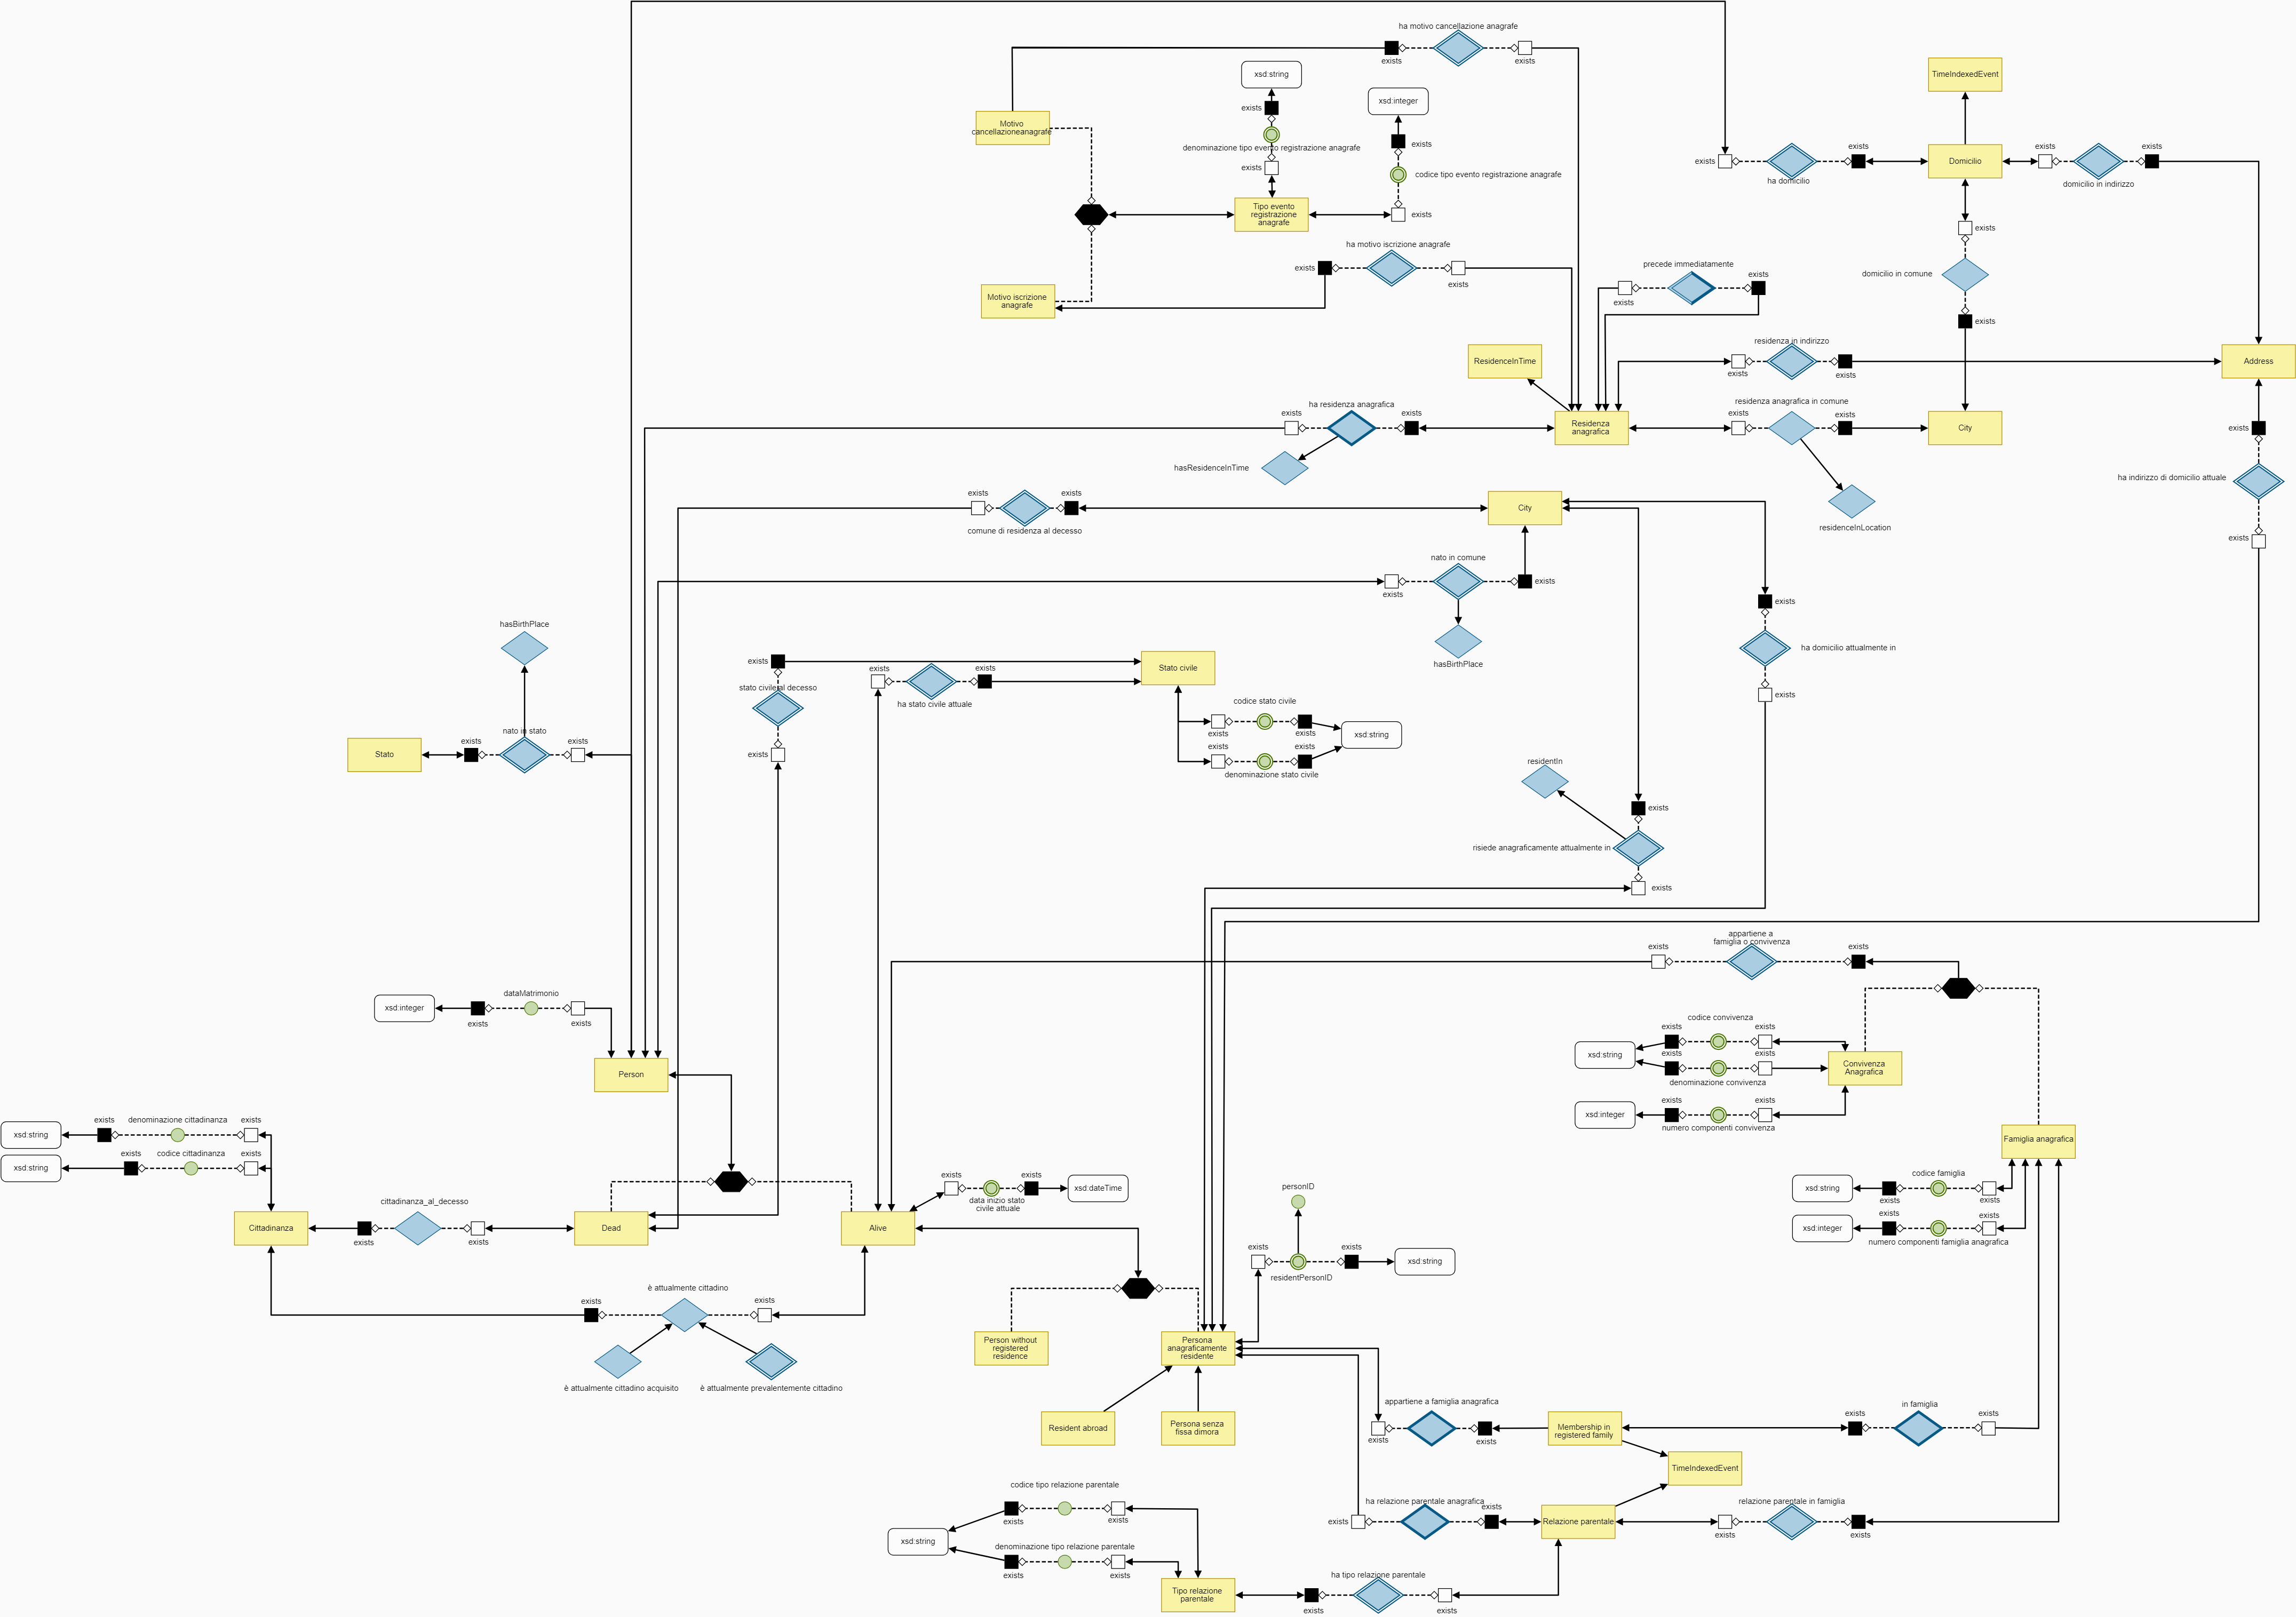 ha motivo cancellazione anagrafe
exists
exists
xsd:string
xsd:integer
TimeIndexedEvent
exists
Motivo
cancellazioneanagrafe
denominazione tipo evento registrazione anagrafe
exists
exists
codice tipo evento registrazione anagrafe
exists
Tipo evento
registrazione
anagrafe
exists
exists
exists
ha domicilio
Domicilio
exists
exists
domicilio in indirizzo
exists
domicilio in comune
exists
ha motivo iscrizione anagrafe
exists
exists
Motivo iscrizione
anagrafe
precede immediatamente
exists
exists
ResidenceInTime
residenza in indirizzo
exists
exists
Address
ha residenza anagrafica
exists
exists
hasResidenceInTime
Residenza
anagrafica
residenza anagrafica in comune
exists
exists
City
residenceInLocation
exists
ha indirizzo di domicilio attuale
exists
exists
exists
comune di residenza al decesso
City
nato in comune
exists
exists
hasBirthPlace
exists
ha domicilio attualmente in
exists
hasBirthPlace
nato in stato
exists
exists
Stato
exists
stato civile al decesso
exists
exists
exists
ha stato civile attuale
Stato civile
codice stato civile
exists
exists
exists
exists
denominazione stato civile
xsd:string
residentIn
exists
risiede anagraficamente attualmente in
exists
appartiene a
famiglia o convivenza
exists
exists
dataMatrimonio
xsd:integer
exists
exists
Person
codice convivenza
exists
exists
xsd:string
exists
exists
denominazione convivenza
Convivenza
Anagrafica
exists
exists
xsd:integer
numero componenti convivenza
Famiglia anagrafica
denominazione cittadinanza
exists
exists
xsd:string
codice cittadinanza
exists
exists
xsd:string
cittadinanza_al_decesso
exists
exists
Cittadinanza
Dead
Alive
exists
exists
data inizio stato
civile attuale
xsd:dateTime
personID
exists
exists
residentPersonID
xsd:string
codice famiglia
xsd:string
exists
exists
exists
exists
xsd:integer
numero componenti famiglia anagrafica
è attualmente cittadino
exists
exists
è attualmente cittadino acquisito
è attualmente prevalentemente cittadino
Person without
registered
residence
Persona
anagraficamente
residente
Resident abroad
Persona senza
fissa dimora
appartiene a famiglia anagrafica
exists
exists
Membership in
registered family
in famiglia
exists
exists
TimeIndexedEvent
codice tipo relazione parentale
exists
exists
xsd:string
denominazione tipo relazione parentale
exists
exists
ha relazione parentale anagrafica
exists
exists
Relazione parentale
relazione parentale in famiglia
exists
exists
Tipo relazione
parentale
ha tipo relazione parentale
exists
exists